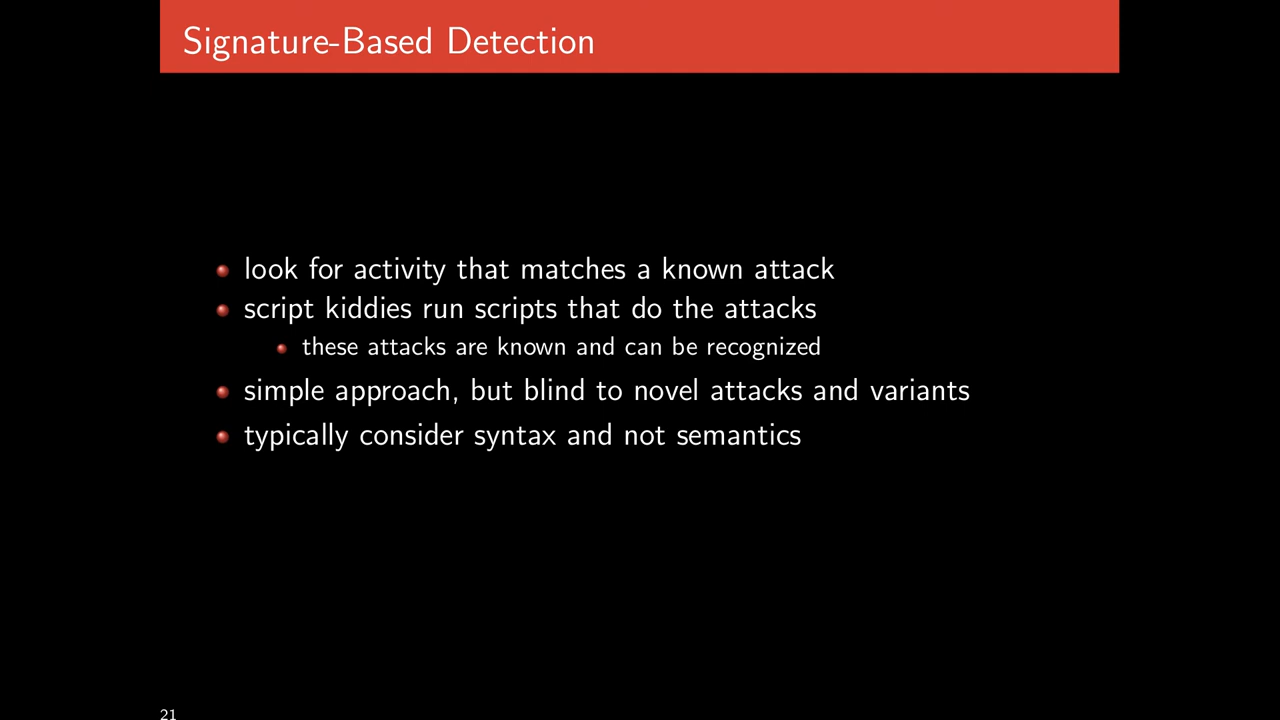 Signature-Based Detection
look for activity that matches a known attack
script kiddies run scripts that do the attacks
these attacks are known and can be recognized
simple approach, but blind to novel attacks and variants
typically consider syntax and not semantics
21